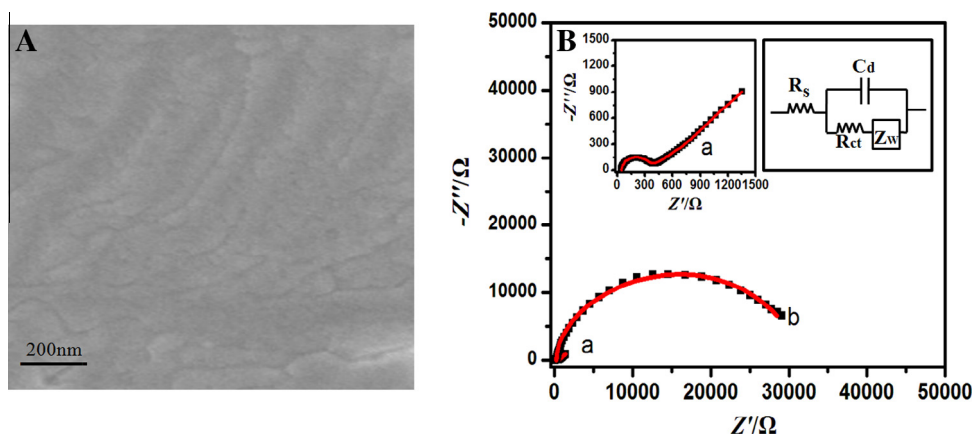 A
200nm
B
50000
40000
30000
20000
10000
0
-Z''/Ω
0 10000 20000 30000 40000 50000
Z'/Ω
1500
1200
900
600
300
0
-Z''/Ω
0 300 600 900 1200 1500
Z'/Ω
a
Rs
Cd
Rct
Zw
a
b